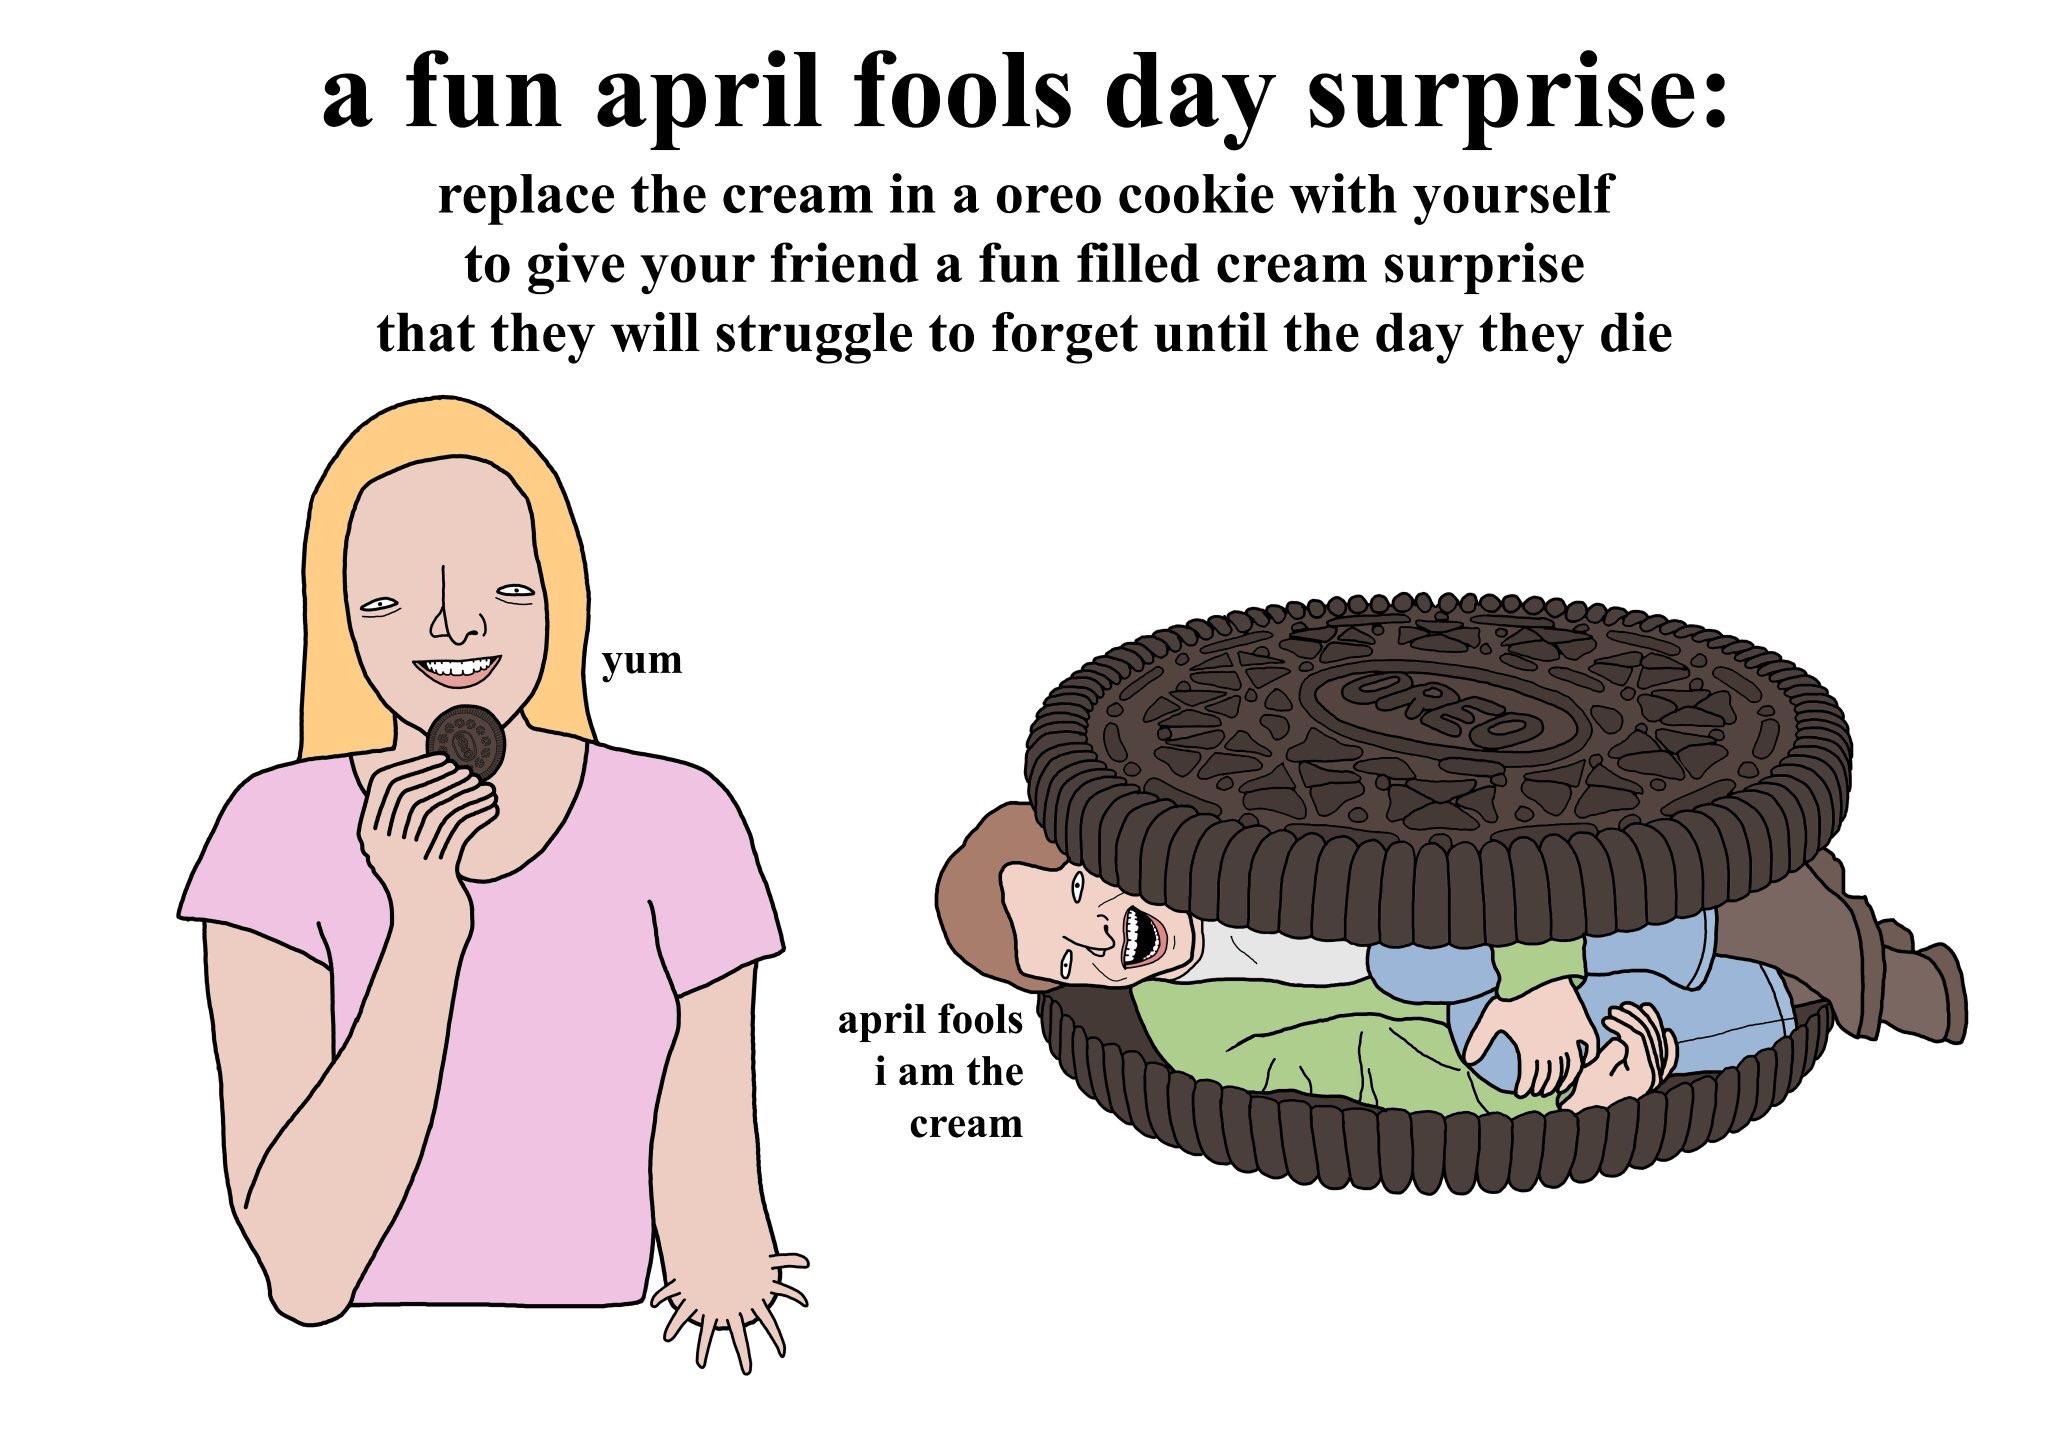 a fun april fools day surprise:
replace the cream in a oreo cookie with yourself
to give your friend a fun filled cream surprise
that they will struggle to forget until the day they die
yum
OREO
april fools
i am the
cream